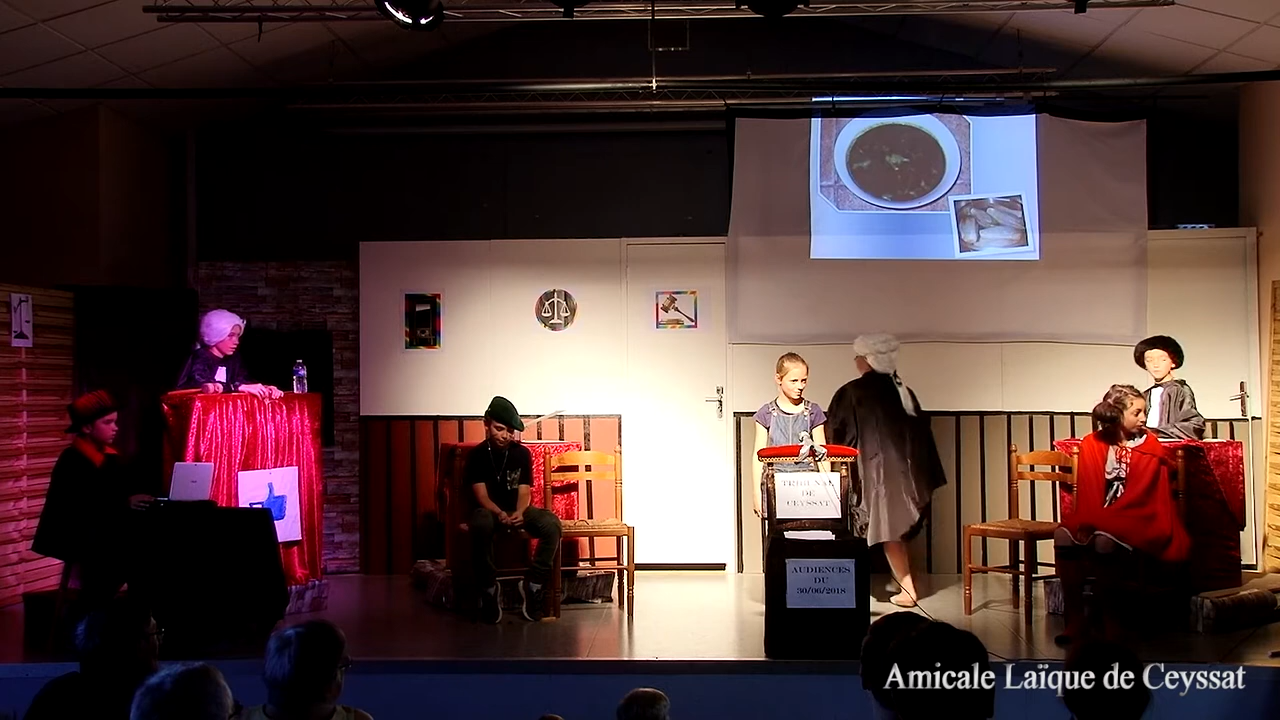 TRIBUNAL
DE
CEYSSAT
AUDIENCES
DU
30/06/2018
Amicale Laïque de Ceyssat